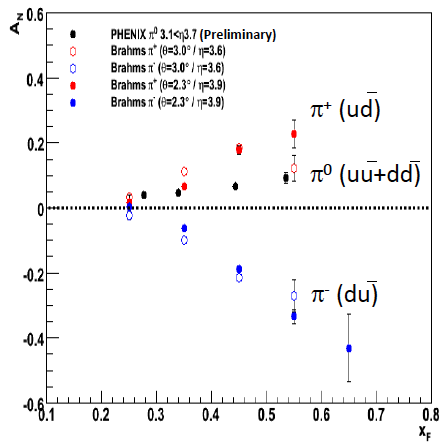 A_N
0.6
PHENIX π⁰ 3.1<η3.7 (Preliminary)
Brahms π⁺ (θ=3.0° / η=3.6)
Brahms π⁻ (θ=3.0° / η=3.6)
Brahms π⁺ (θ=2.3° / η=3.9)
Brahms π⁻ (θ=2.3° / η=3.9)
0.4
π⁺ (ud̅)
0.2
π⁰ (uu̅+dd̅)
0
-0.2
π⁻ (du̅)
-0.4
-0.6
0.1 0.2 0.3 0.4 0.5 0.6 0.7 0.8
x_F